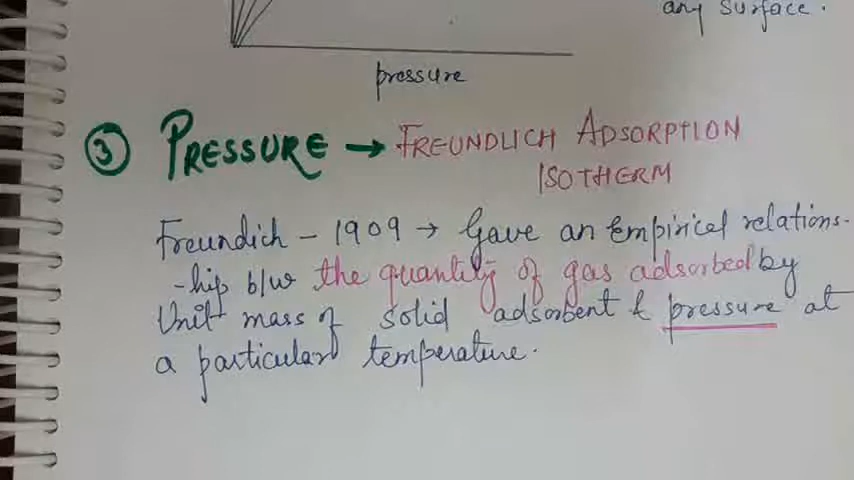 any surface.
pressure
③ PRESSURE → FREUNDLICH ADSORPTION
ISOTHERM
Freundich - 1909 → Gave an Empirical relations-
-hip b/w the quantity of gas adsorbed by
Unit mass of solid adsorbent & pressure at
a particular temperature.